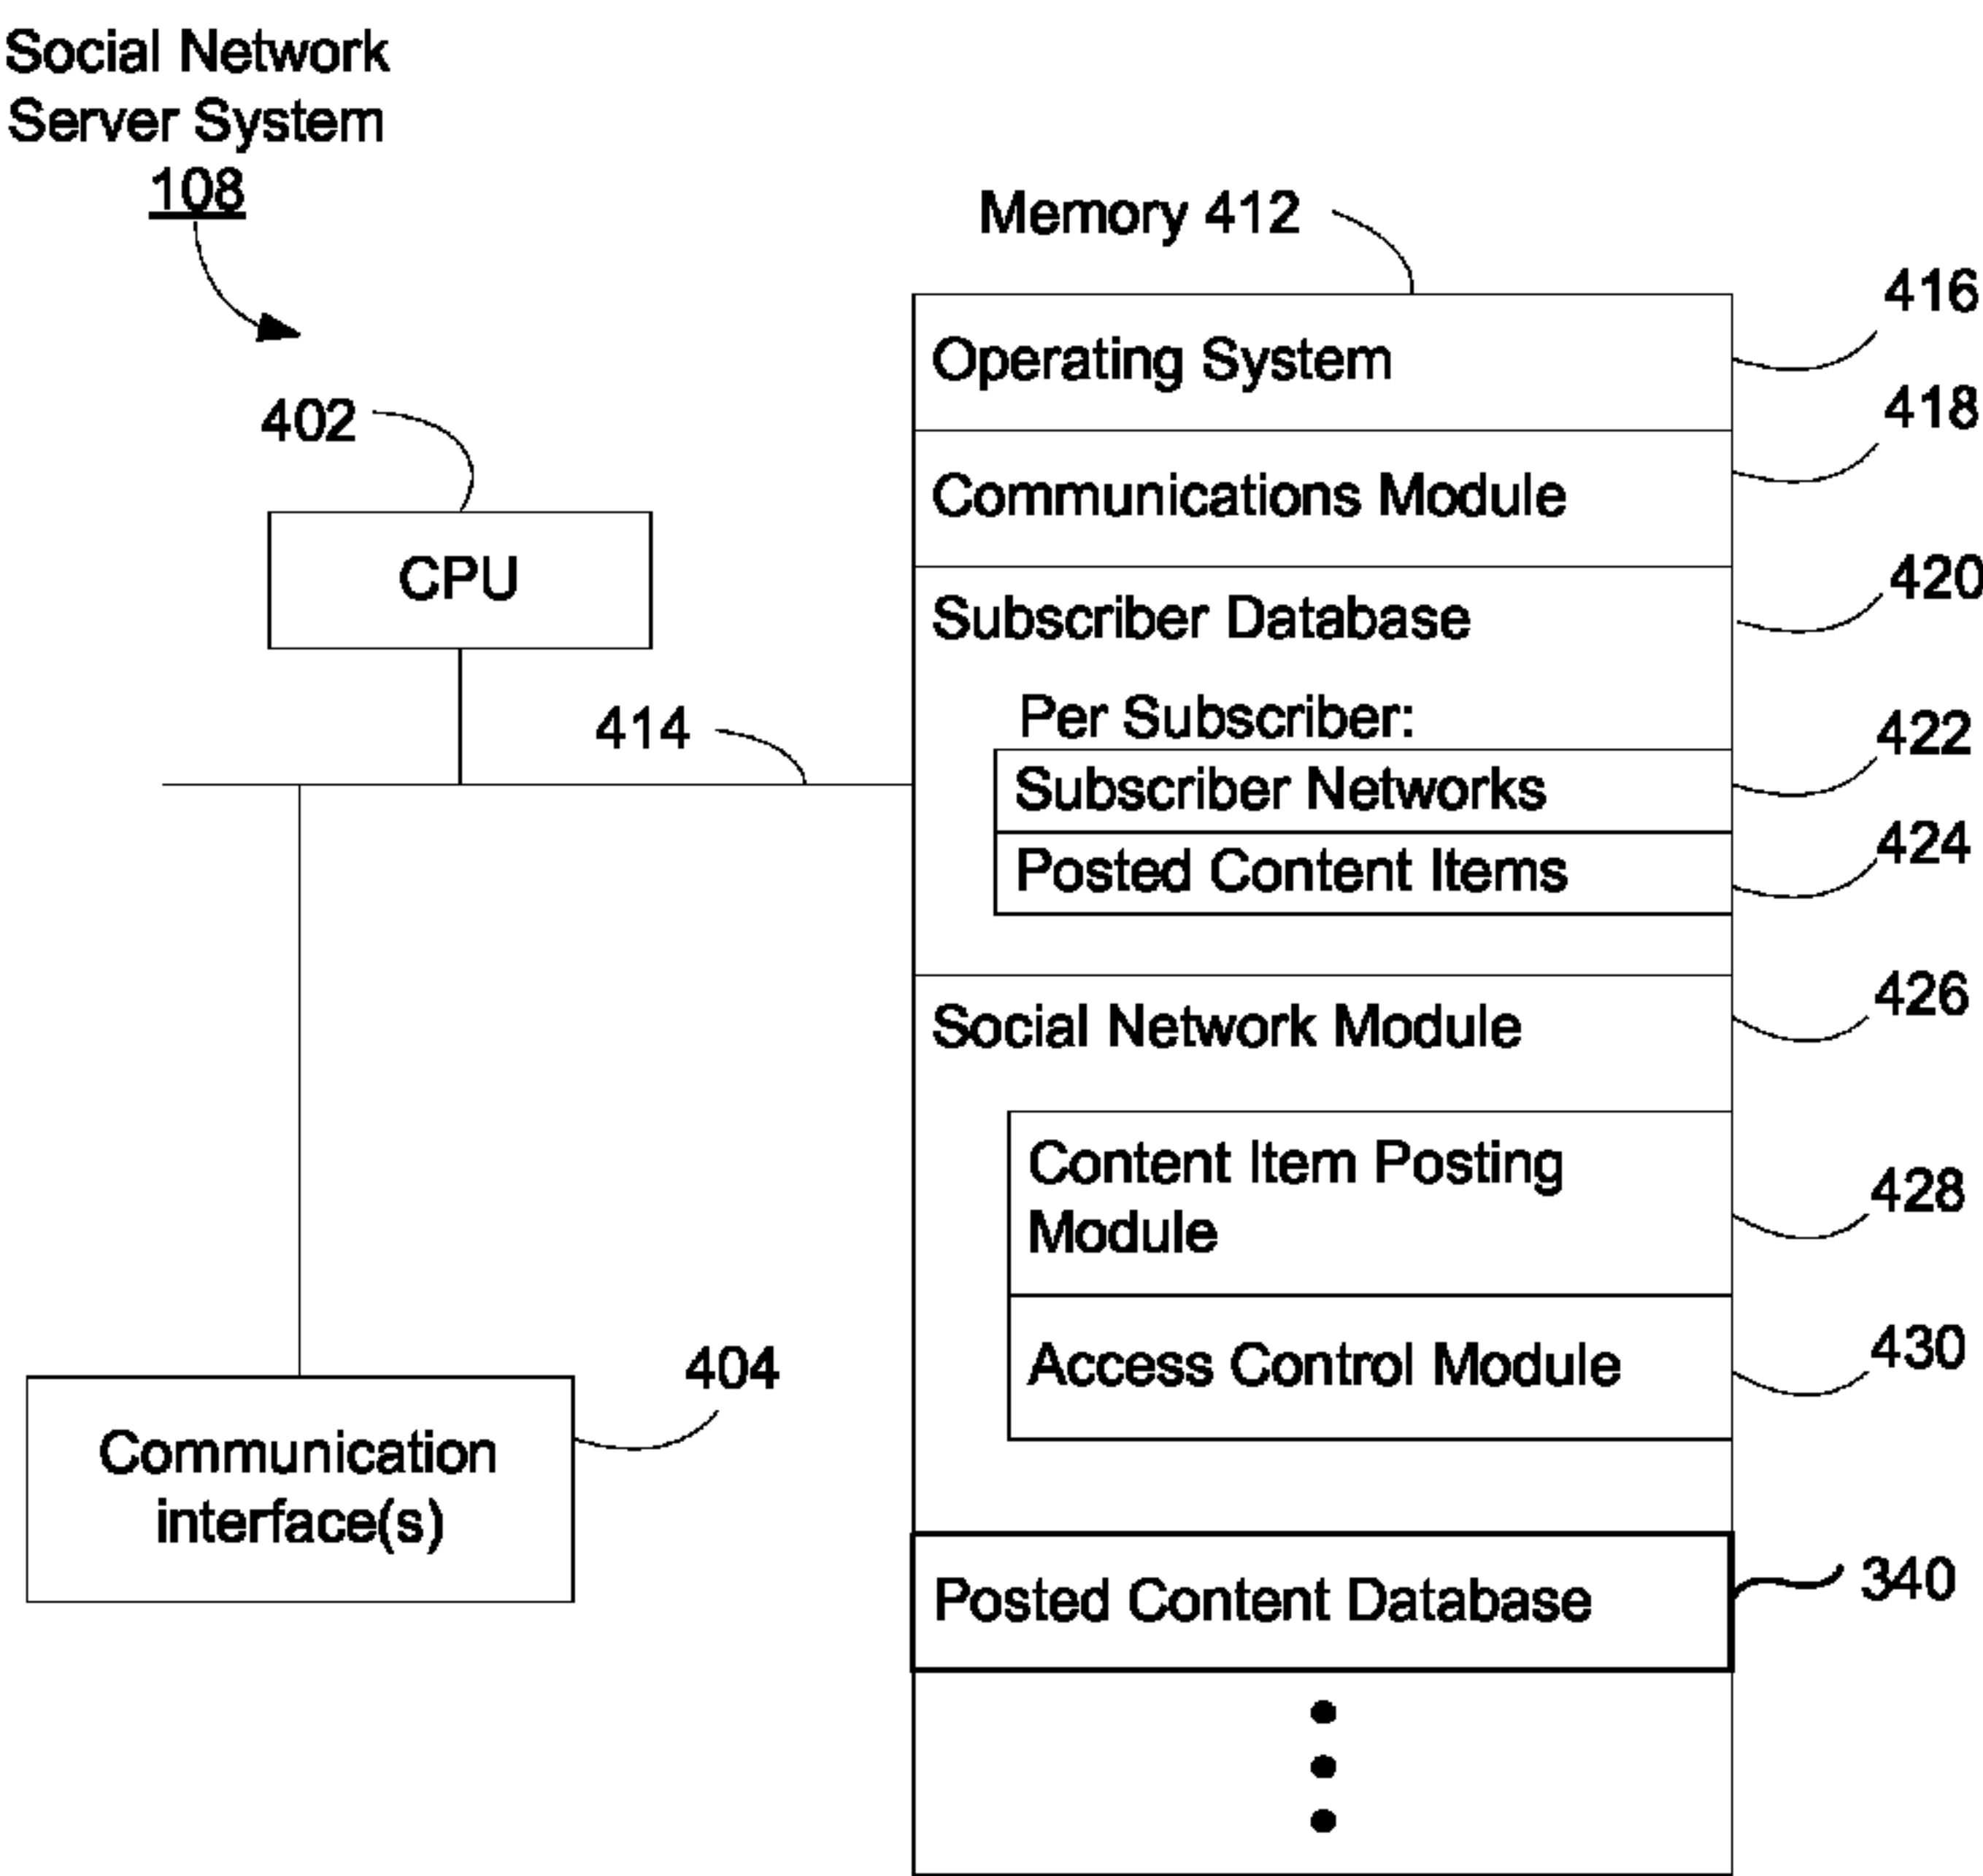 Social Network
Server System
108
Memory 412
416
Operating System
418
402
Communications Module
CPU
420
Subscriber Database
Per Subscriber:
414
422
Subscriber Networks
424
Posted Content Items
426
Social Network Module
Content Item Posting
Module
428
430
Access Control Module
404
Communication
interface(s)
Posted Content Database
340